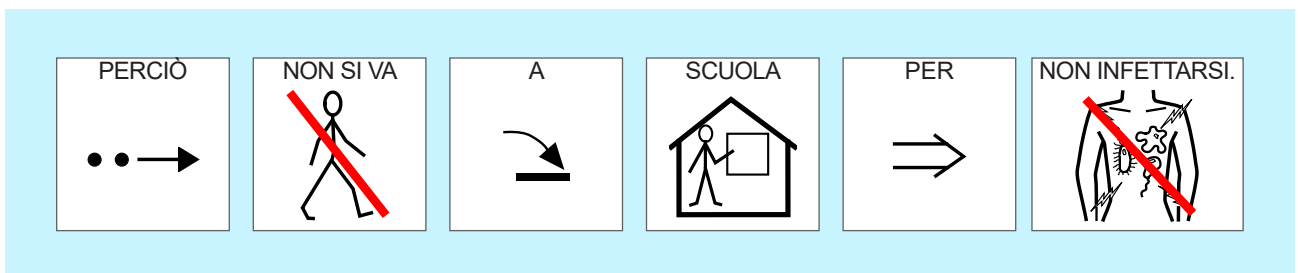 PERCIÒ NON SI VA A SCUOLA PER NON INFETTARSI.